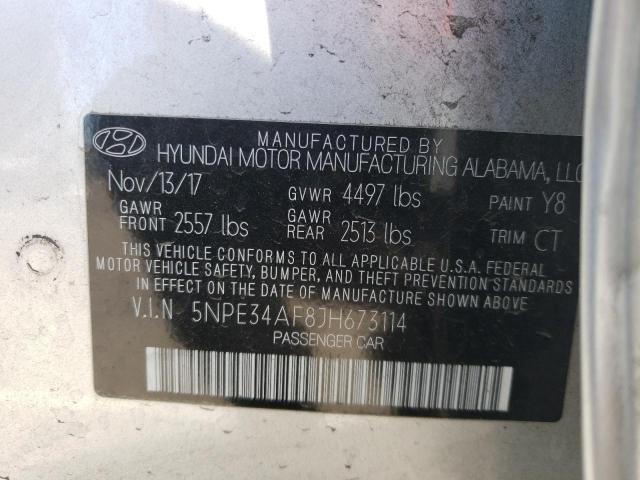 MANUFACTURED BY
HYUNDAI MOTOR MANUFACTURING ALABAMA, LLC
Nov/13/17 GVWR 4497 lbs PAINT Y8
GAWR FRONT 2557 lbs GAWR REAR 2513 lbs TRIM CT
THIS VEHICLE CONFORMS TO ALL APPLICABLE U.S.A. FEDERAL
MOTOR VEHICLE SAFETY, BUMPER, AND THEFT PREVENTION STANDARDS
IN EFFECT ON THE DATE OF MANUFACTURE SHOWN ABOVE.
V.I.N 5NPE34AF8JH673114
PASSENGER CAR